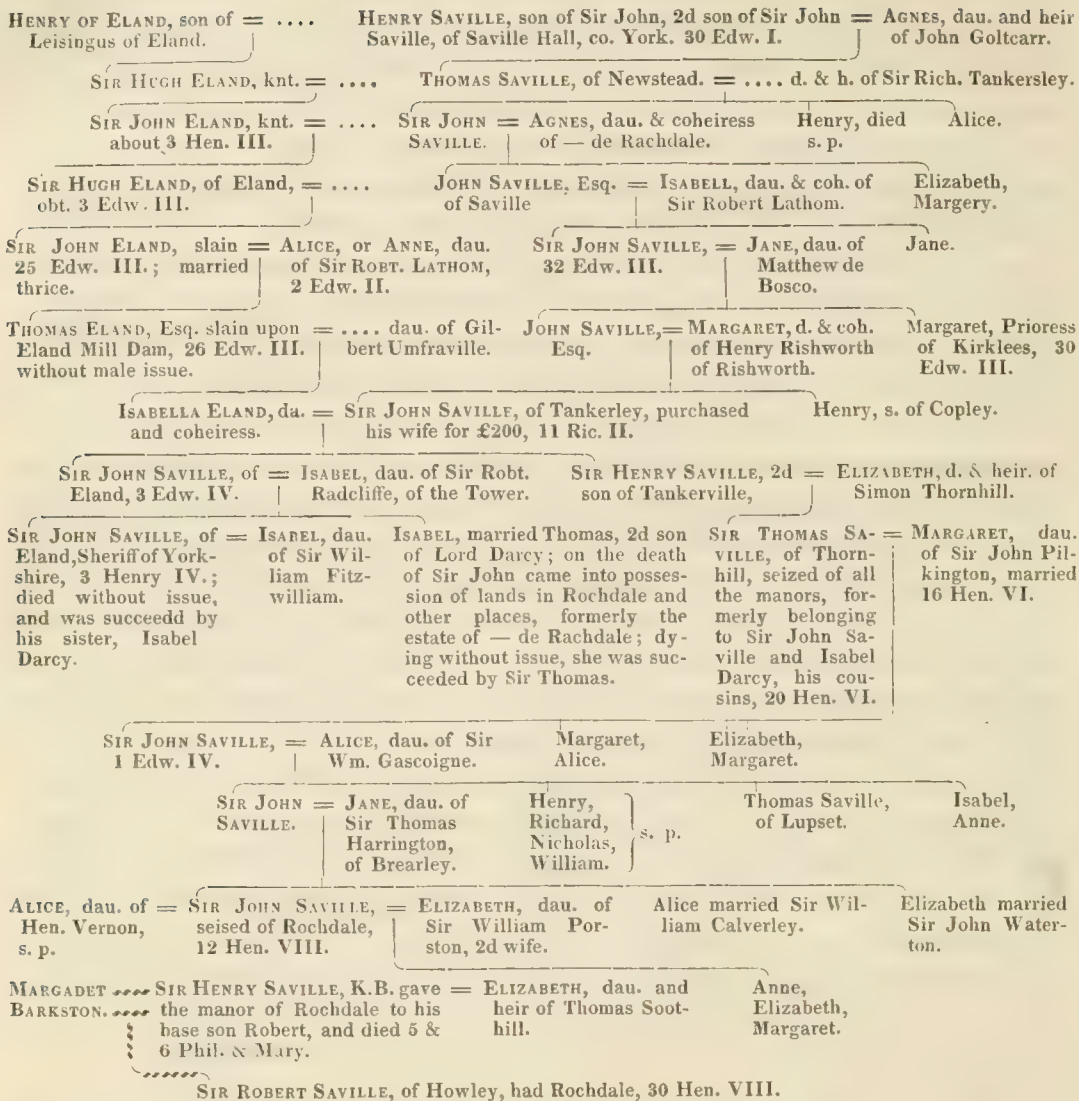 HENRY OF ELAND, son of = .... HENRY SAVILLE, son of Sir John, 2d son of Sir John = AGNES, dau. and heir
Leisingus of Eland. Saville, of Saville Hall, co. York. 30 Edw. I. of John Goltcarr.
SIR HUGH ELAND, knt. = .... THOMAS SAVILLE, of Newstead. = .... d. & h. of Sir Rich. Tankersley.
SIR JOHN ELAND, knt. = .... SIR JOHN = AGNES, dau. & coheiress Henry, died Alice.
about 3 Hen. III. SAVILLE. of — de Rachdale. s. p.
SIR HUGH ELAND, of Eland, = .... JOHN SAVILLE, Esq. = ISABELL, dau. & coh. of Elizabeth,
obt. 3 Edw. III. of Saville Sir Robert Lathom. Margery.
SIR JOHN ELAND, slain = ALICE, or ANNE, dau. SIR JOHN SAVILLE, = JANE, dau. of Jane.
25 Edw. III.; married of Sir ROBT. LATHOM, 32 Edw. III. Matthew de
thrice. 2 Edw. II. Bosco.
THOMAS ELAND, Esq. slain upon = .... dau. of Gil- JOHN SAVILLE, = MARGARET, d. & coh. Margaret, Prioress
Eland Mill Dam, 26 Edw. III. bert Umfraville. Esq. of Henry Rishworth of Kirklees, 30
without male issue. of Rishworth. Edw. III.
ISABELLA ELAND, da. = SIR JOHN SAVILLE, of Tankerley, purchased Henry, s. of Copley.
and coheiress. his wife for £200, 11 Ric. II.
SIR JOHN SAVILLE, of = ISABEL, dau. of Sir Robt. SIR HENRY SAVILLE, 2d = ELIZABETH, d. & heir. of
Eland, 3 Edw. IV. Radcliffe, of the Tower. son of Tankerville, Simon Thornhill.
SIR JOHN SAVILLE, of = ISABEL, dau. ISABEL, married Thomas, 2d son SIR THOMAS SA- = MARGARET, dau.
Eland, Sheriff of York- of Sir Wil- of Lord Darcy; on the death VILLE, of Thorn- of Sir John Pil-
shire, 3 Henry IV.; liam Fitz- of Sir John came into posses- hill, seized of all kington, married
died without issue, william. sion of lands in Rochdale and the manors, for- 16 Hen. VI.
and was succeedd by other places, formerly the merly belonging
his sister, Isabel estate of — de Rachdale; dy- to Sir John Sa-
Darcy. ing without issue, she was suc- ville and Isabel
ceeded by Sir Thomas. Darcy, his cou-
sins, 20 Hen. VI.
SIR JOHN SAVILLE, = ALICE, dau. of Sir Margaret, Elizabeth,
1 Edw. IV. Wm. Gascoigne. Alice. Margaret.
SIR JOHN = JANE, dau. of Henry, Thomas Saville, Isabel,
SAVILLE. Sir Thomas Richard, of Lupset. Anne.
Harrington, Nicholas, s. p.
of Brearley. William.
ALICE, dau. of = SIR JOHN SAVILLE, = ELIZABETH, dau. of Alice married Sir Wil- Elizabeth married
Hen. Vernon, seised of Rochdale, Sir William Por- liam Calverley. Sir John Water-
s. p. 12 Hen. VIII. ston, 2d wife. ton.
MARGADET SIR HENRY SAVILLE, K.B. gave = ELIZABETH, dau. and Anne,
BARKSTON. the manor of Rochdale to his heir of Thomas Soot- Elizabeth,
base son Robert, and died 5 & hill. Margaret.
6 Phil. & Mary.
SIR ROBERT SAVILLE, of Howley, had Rochdale, 30 Hen. VIII.